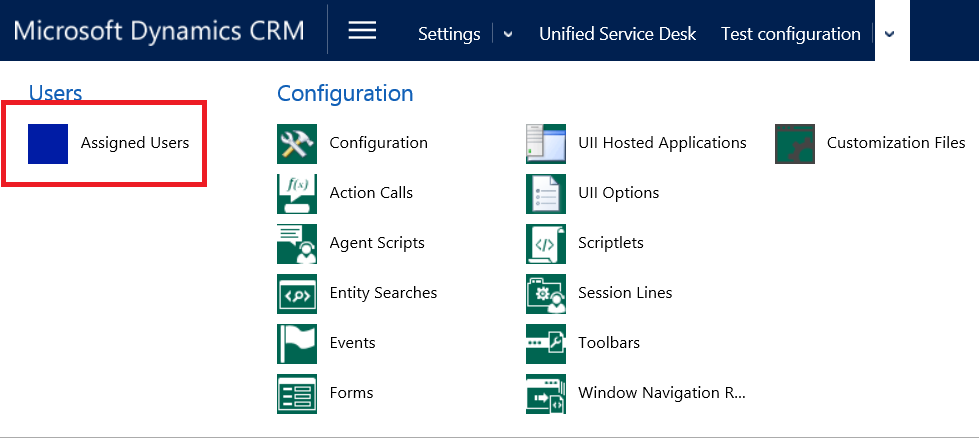 Microsoft Dynamics CRM
Settings
Unified Service Desk
Test configuration
Users
Assigned Users
Configuration
Configuration
f(x)
Action Calls
Agent Scripts
Entity Searches
Events
Forms
UII Hosted Applications
UII Options
Scriptlets
Session Lines
Toolbars
Window Navigation R...
Customization Files